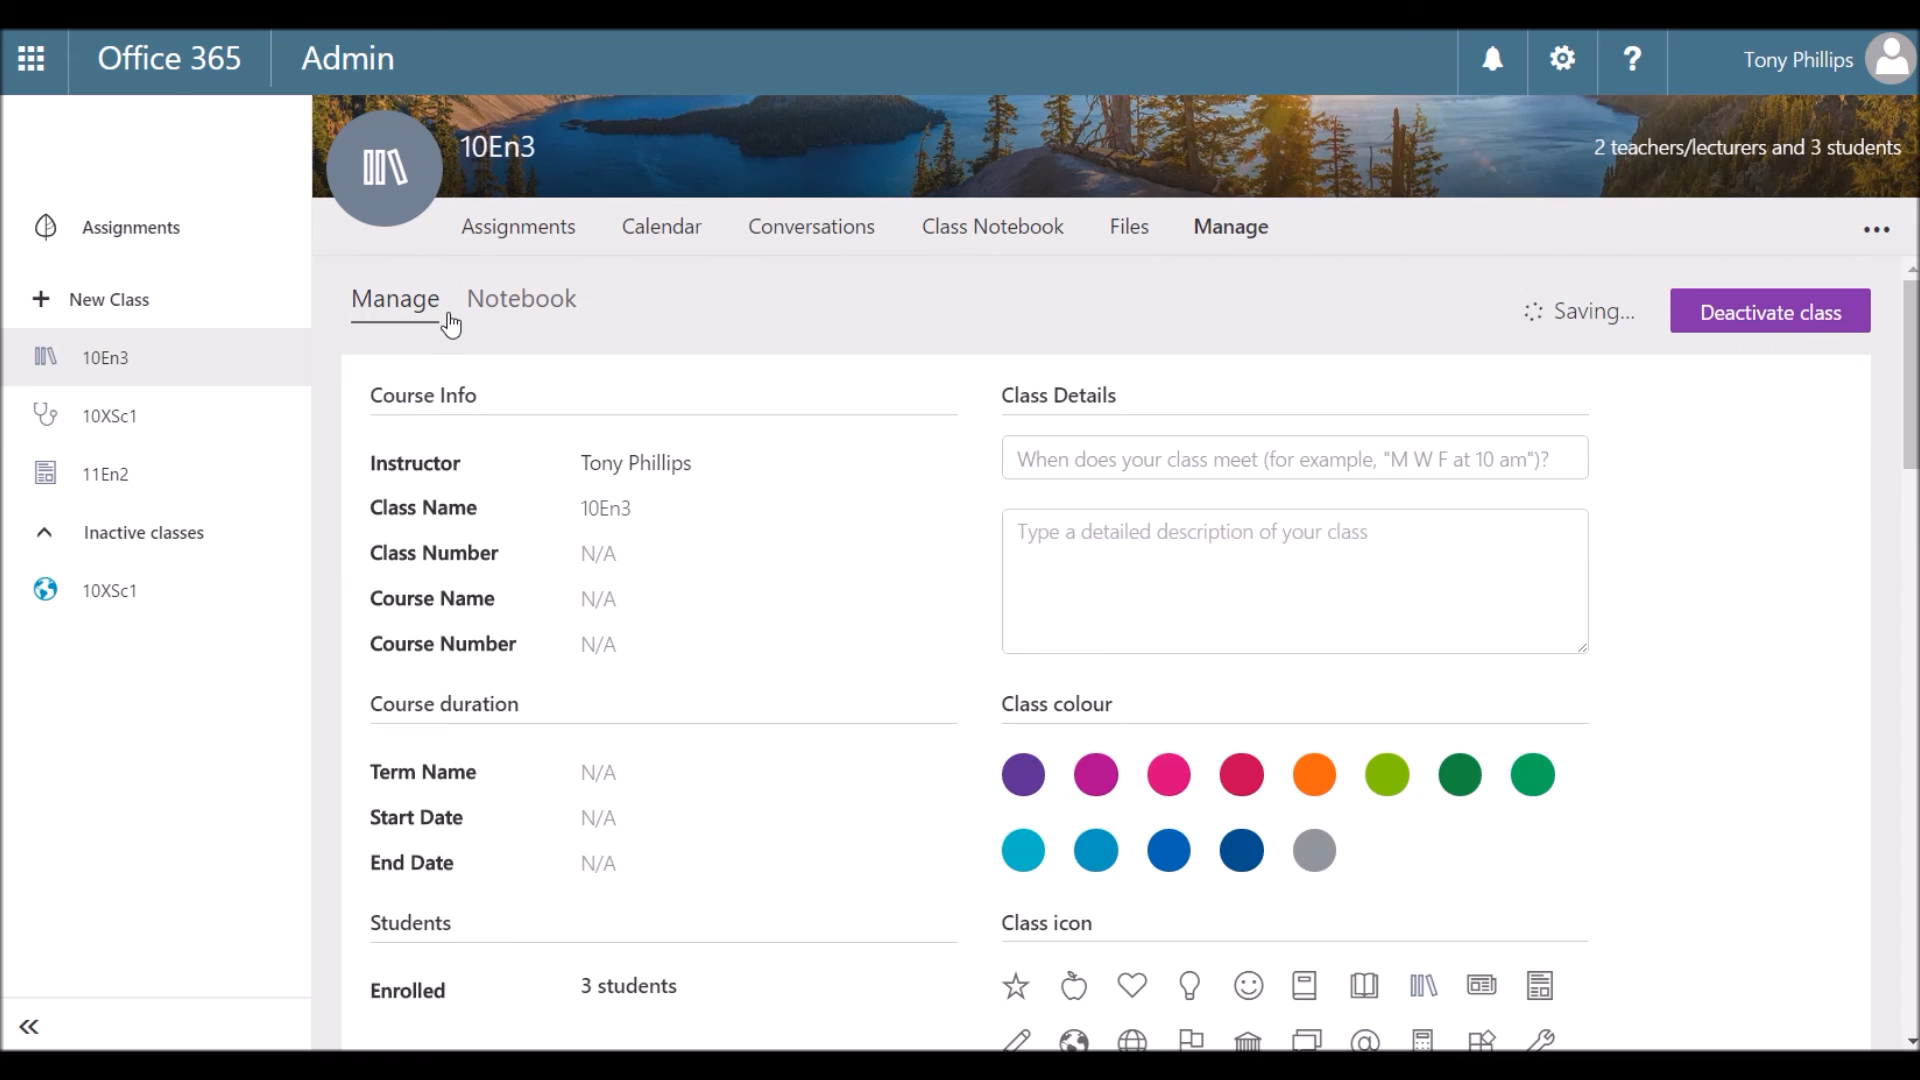 Office 365
Admin
?
Tony Phillips
10En3
2 teachers/lecturers and 3 students
Assignments
Calendar
Conversations
Class Notebook
Files
Manage
Assignments
New Class
10En3
10XSc1
11En2
Inactive classes
10XSc1
Manage
Notebook
Saving...
Deactivate class
Course Info
Instructor Tony Phillips
Class Name 10En3
Class Number N/A
Course Name N/A
Course Number N/A
Course duration
Term Name N/A
Start Date N/A
End Date N/A
Students
Enrolled 3 students
Class Details
When does your class meet (for example, "M W F at 10 am")?
Type a detailed description of your class
Class colour
Class icon